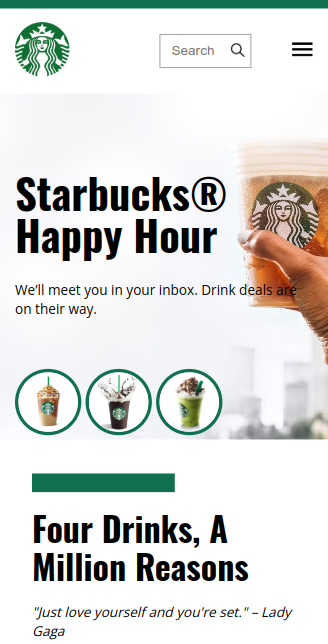 Search
Starbucks®
Happy Hour
We’ll meet you in your inbox. Drink deals are
on their way.
Four Drinks, A
Million Reasons
"Just love yourself and you're set." – Lady
Gaga